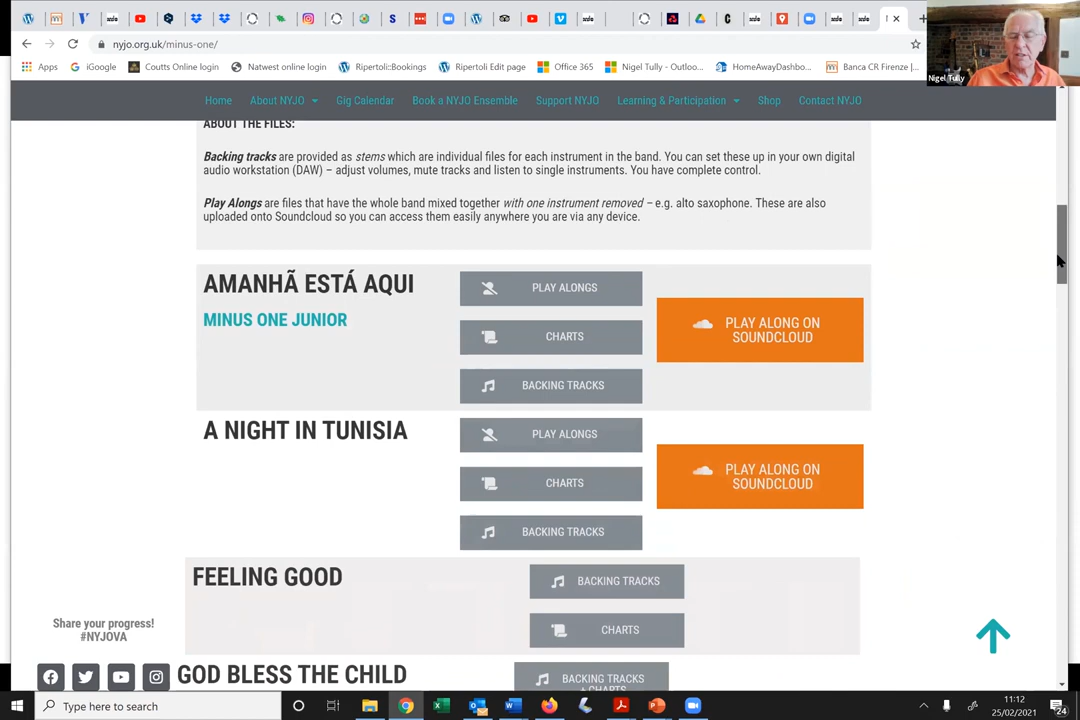 nyjo.org.uk/minus-one/
Nigel Tully
Apps
iGoogle
Coutts Online login
Natwest online login
Ripertoli::Bookings
Ripertoli Edit page
Office 365
Nigel Tully - Outloo...
HomeAwayDashbo...
Banca CR Firenze |...
Home
About NYJO
Gig Calendar
Book a NYJO Ensemble
Support NYJO
Learning & Participation
Shop
Contact NYJO
ABOUT THE FILES:
Backing tracks are provided as stems which are individual files for each instrument in the band. You can set these up in your own digital
audio workstation (DAW) – adjust volumes, mute tracks and listen to single instruments. You have complete control.
Play Alongs are files that have the whole band mixed together with one instrument removed – e.g. alto saxophone. These are also
uploaded onto Soundcloud so you can access them easily anywhere you are via any device.
AMANHÃ ESTÁ AQUI
MINUS ONE JUNIOR
PLAY ALONGS
CHARTS
BACKING TRACKS
PLAY ALONG ON
SOUNDCLOUD
A NIGHT IN TUNISIA
PLAY ALONGS
CHARTS
BACKING TRACKS
PLAY ALONG ON
SOUNDCLOUD
FEELING GOOD
BACKING TRACKS
CHARTS
Share your progress!
#NYJOVA
GOD BLESS THE CHILD
BACKING TRACKS
+ CHARTS
Type here to search
11:12
25/02/2021
24